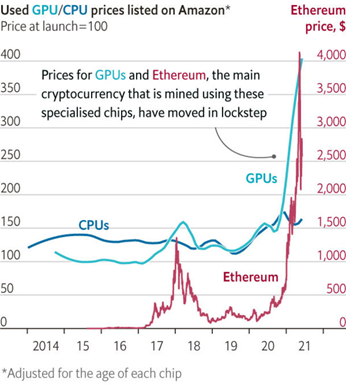 Used GPU/CPU prices listed on Amazon*
Price at launch=100
Ethereum
price, $
400
350
300
250
200
150
100
50
0
4,000
3,500
3,000
2,500
2,000
1,500
1,000
500
0
Prices for GPUs and Ethereum, the main
cryptocurrency that is mined using these
specialised chips, have moved in lockstep
GPUs
CPUs
Ethereum
2014 15 16 17 18 19 20 21
*Adjusted for the age of each chip